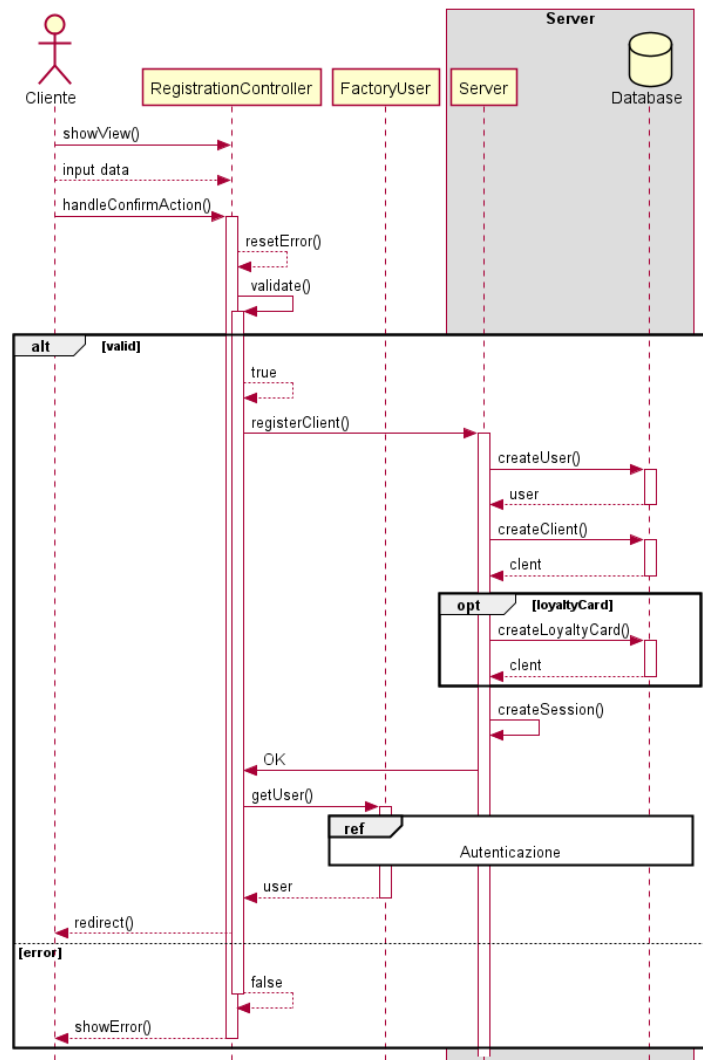 Server
Cliente
RegistrationController
FactoryUser
Server
Database
showView()
input data
handleConfirmAction()
resetError()
validate()
alt [valid]
true
registerClient()
createUser()
user
createClient()
clent
opt [loyaltyCard]
createLoyaltyCard()
clent
createSession()
OK
getUser()
ref
Autenticazione
user
redirect()
[error]
false
showError()